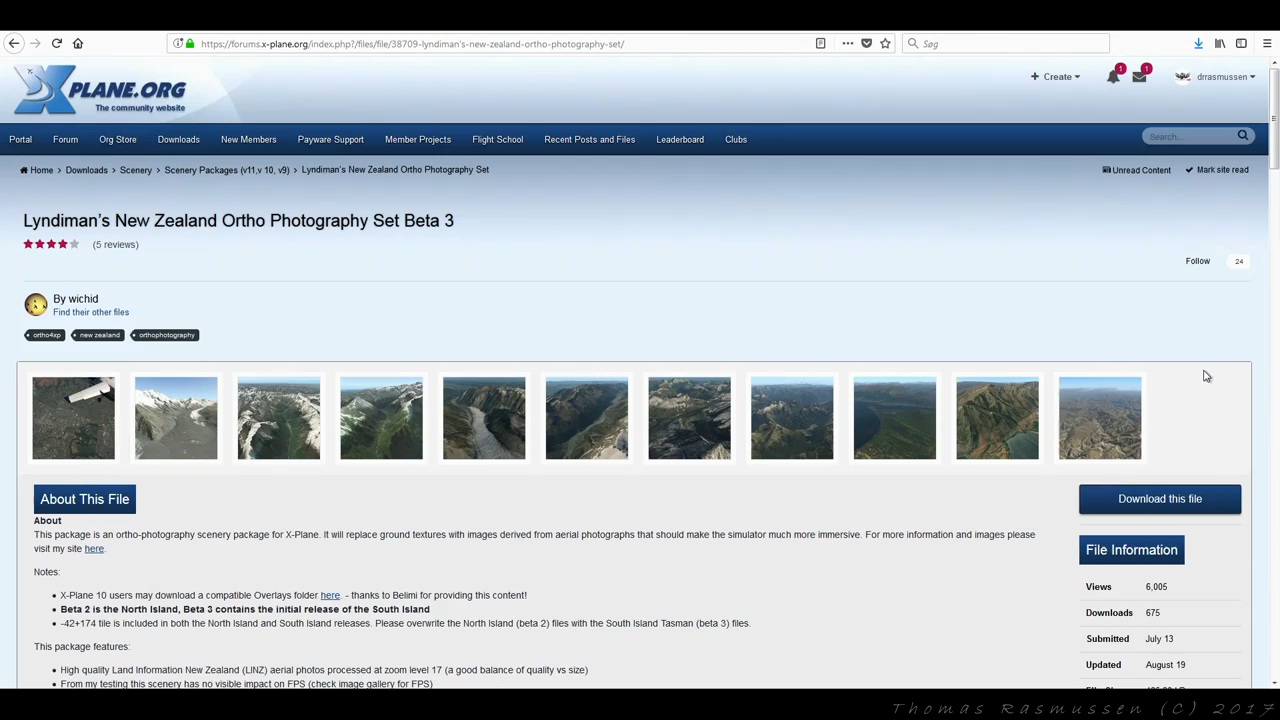 https://forums.x-plane.org/index.php?/files/file/38709-lyndiman's-new-zealand-ortho-photography-set/
Søg
X PLANE.ORG
The community website
Create
1
1
drrasmussen
Portal
Forum
Org Store
Downloads
New Members
Payware Support
Member Projects
Flight School
Recent Posts and Files
Leaderboard
Clubs
Search...
Home > Downloads > Scenery > Scenery Packages (v11,v 10, v9) > Lyndiman's New Zealand Ortho Photography Set
Unread Content
Mark site read
Lyndiman's New Zealand Ortho Photography Set Beta 3
(5 reviews)
Follow 24
By wichid
Find their other files
ortho4xp
new zealand
orthophotography
About This File
Download this file
About
This package is an ortho-photography scenery package for X-Plane. It will replace ground textures with images derived from aerial photographs that should make the simulator much more immersive. For more information and images please
visit my site here.
File Information
Notes:
Views 6,005
• X-Plane 10 users may download a compatible Overlays folder here. - thanks to Belimi for providing this content!
• Beta 2 is the North Island, Beta 3 contains the initial release of the South Island
Downloads 675
• -42+174 tile is included in both the North Island and South Island releases. Please overwrite the North Island (beta 2) files with the South Island Tasman (beta 3) files.
Submitted July 13
This package features:
Updated August 19
• High quality Land Information New Zealand (LINZ) aerial photos processed at zoom level 17 (a good balance of quality vs size)
• From my testing this scenery has no visible impact on FPS (check image gallery for FPS)
Thomas Rasmussen (C) 2017